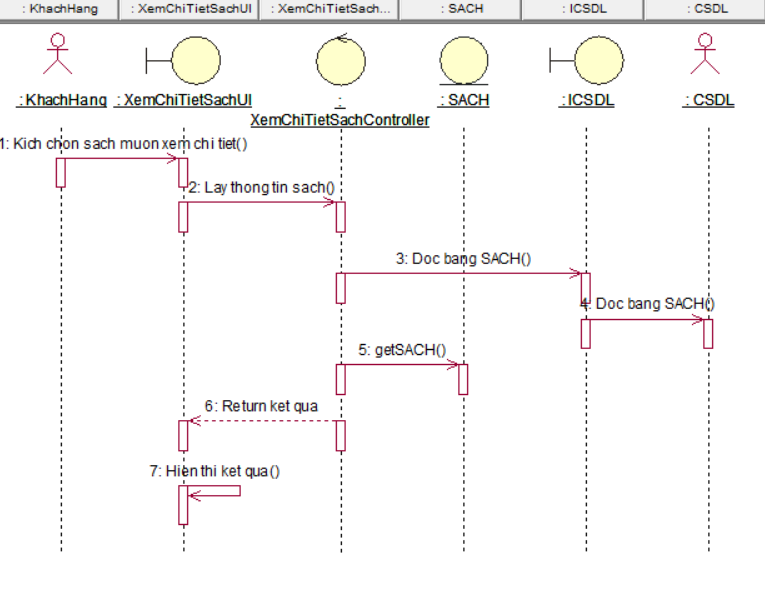 : KhachHang
: XemChiTietSachUI
: XemChiTietSach...
: SACH
: ICSDL
: CSDL
: KhachHang
: XemChiTietSachUI
:
XemChiTietSachController
: SACH
: ICSDL
: CSDL
1: Kich chon sach muon xem chi tiet()
2: Lay thong tin sach()
3: Doc bang SACH()
4: Doc bang SACH()
5: getSACH()
6: Return ket qua
7: Hien thi ket qua()